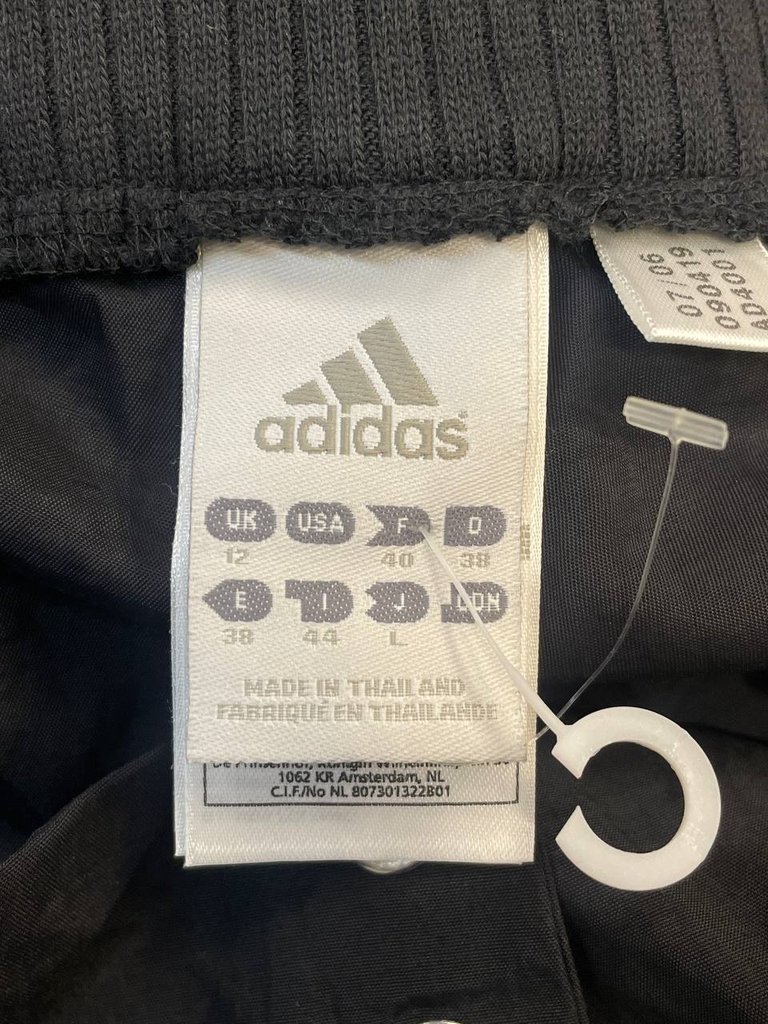 adidas
UK USA F D
12 40 38
E I J CDN
38 44 L
MADE IN THAILAND
FABRIQUÉ EN THAILANDE
1062 KR Amsterdam, NL
C.I.F./No NL 807301322B01
07/06
090419
AD4001